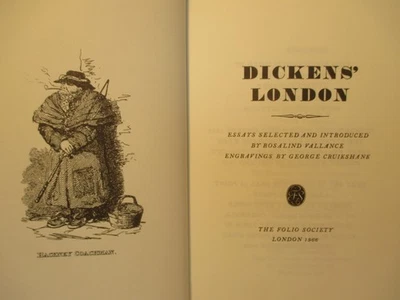 HACKNEY COACHMAN.
DICKENS'
LONDON
ESSAYS SELECTED AND INTRODUCED
BY ROSALIND VALLANCE
ENGRAVINGS BY GEORGE CRUIKSHANK
THE FOLIO SOCIETY
LONDON 1966